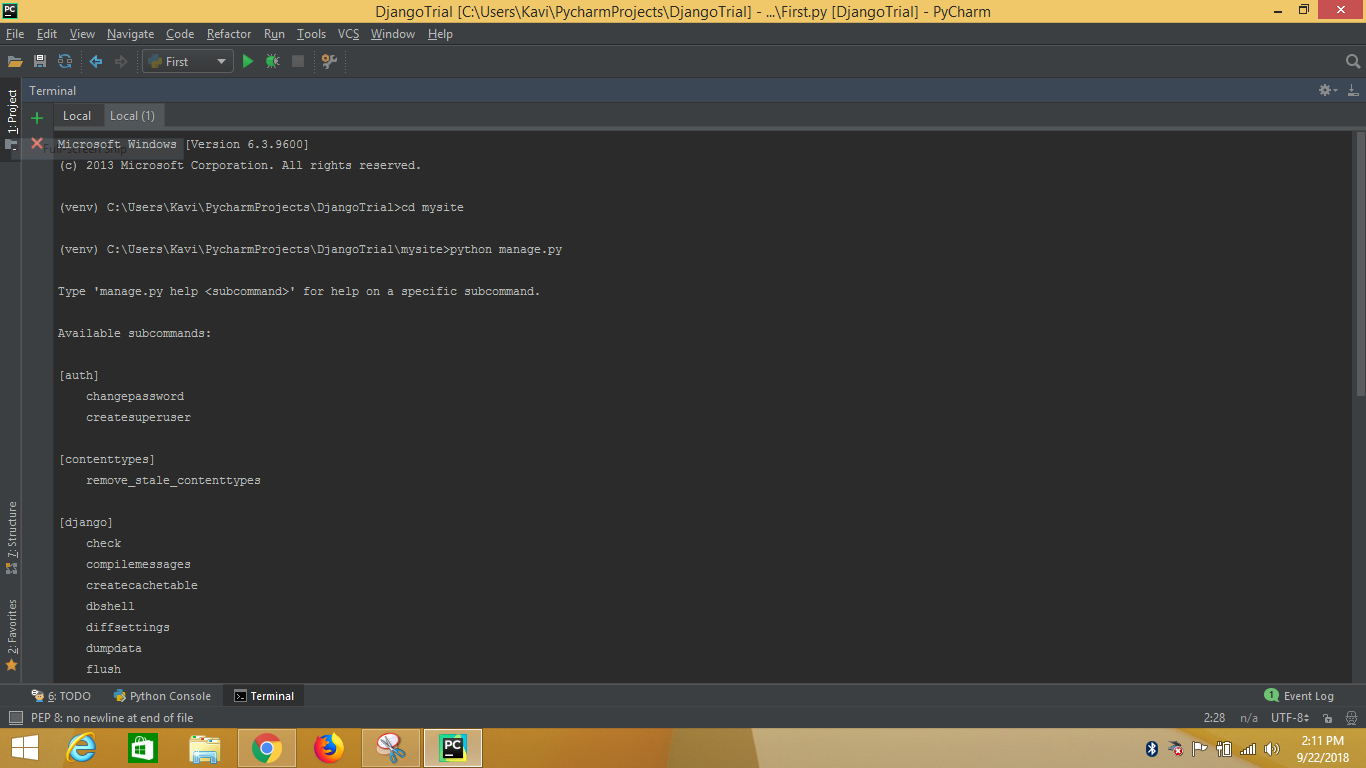 DjangoTrial [C:\Users\Kavi\PycharmProjects\DjangoTrial] - ...\First.py [DjangoTrial] - PyCharm
File Edit View Navigate Code Refactor Run Tools VCS Window Help
First
Terminal
1: Project
Local Local (1)
Microsoft Windows [Version 6.3.9600]
(c) 2013 Microsoft Corporation. All rights reserved.
(venv) C:\Users\Kavi\PycharmProjects\DjangoTrial>cd mysite
(venv) C:\Users\Kavi\PycharmProjects\DjangoTrial\mysite>python manage.py
Type 'manage.py help <subcommand>' for help on a specific subcommand.
Available subcommands:
[auth]
changepassword
createsuperuser
[contenttypes]
remove_stale_contenttypes
[django]
check
compilemessages
createcachetable
dbshell
diffsettings
dumpdata
flush
7: Structure
2: Favorites
6: TODO Python Console Terminal 1 Event Log
PEP 8: no newline at end of file 2:28 n/a UTF-8
PC
2:11 PM
9/22/2018